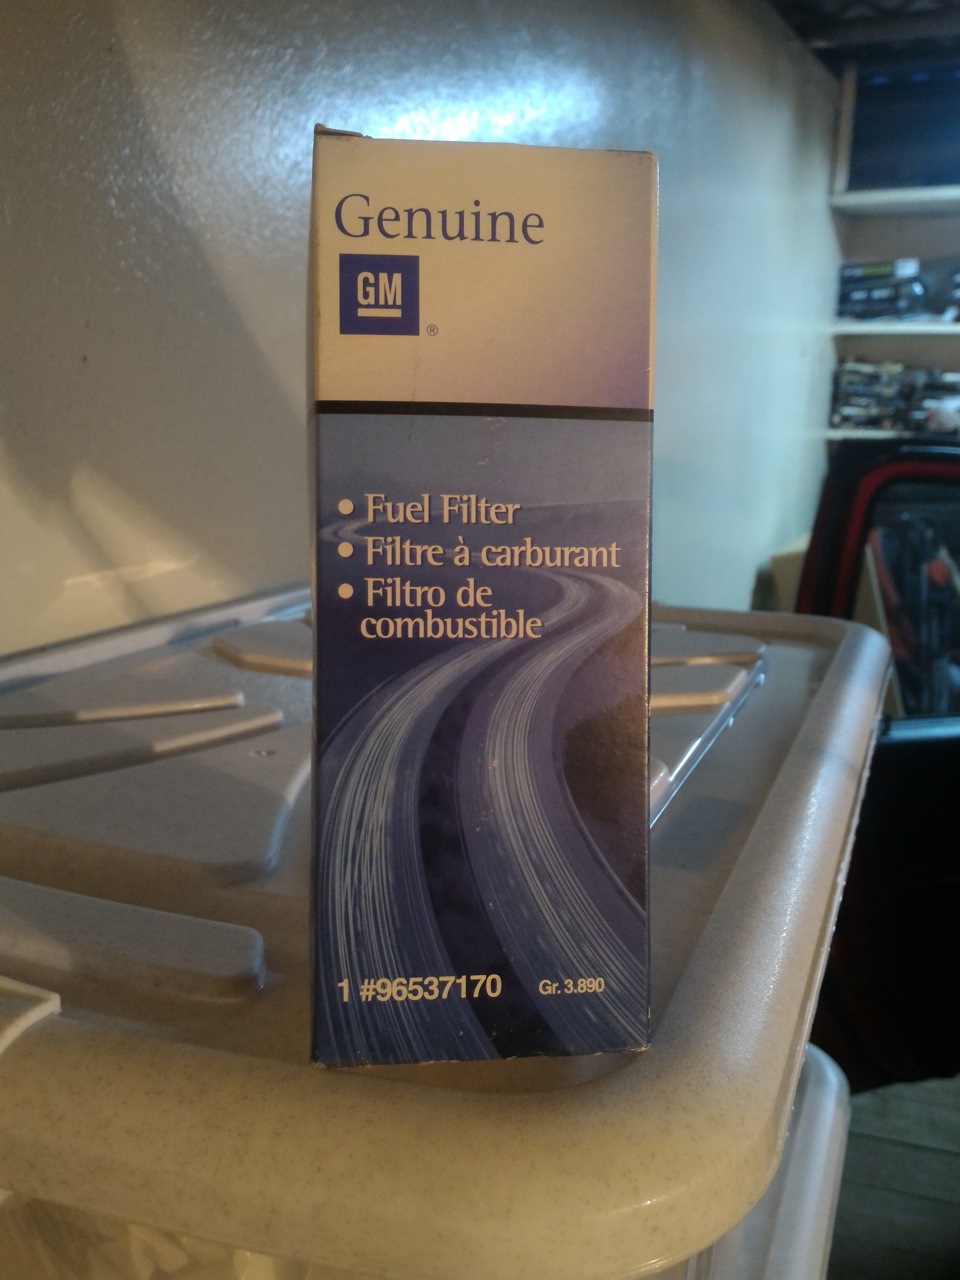 Genuine
GM
®
• Fuel Filter
• Filtre à carburant
• Filtro de
combustible
1 #96537170 Gr. 3.890